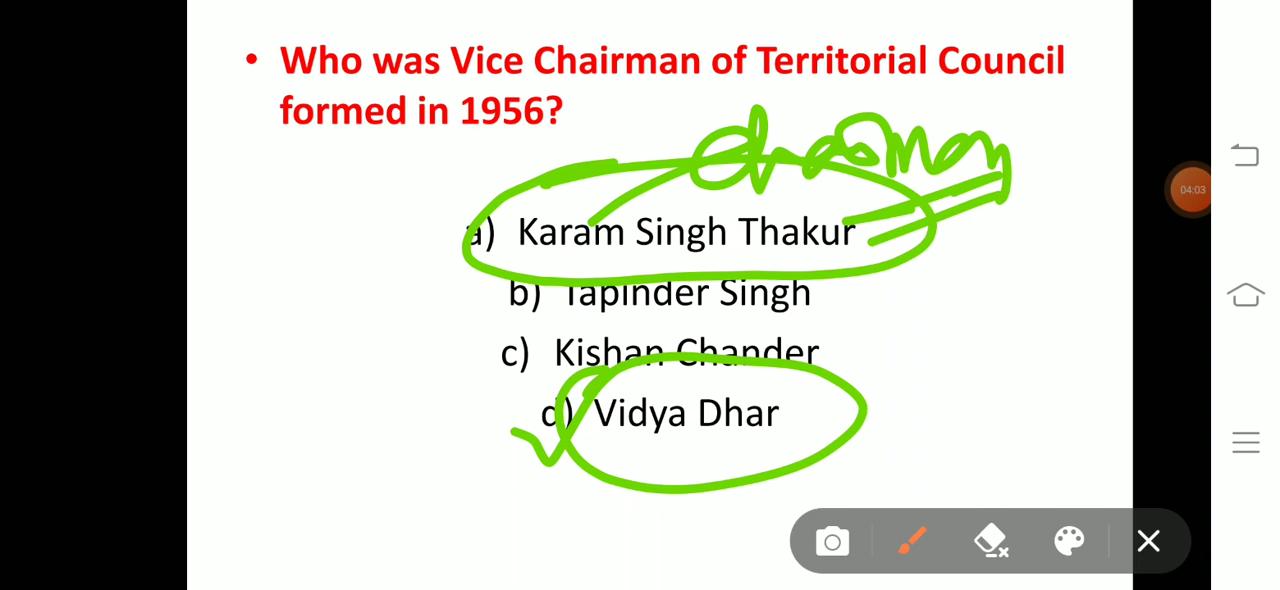 • Who was Vice Chairman of Territorial Council
formed in 1956?
chairman
a) Karam Singh Thakur
b) Tapinder Singh
c) Kishan Chander
d) Vidya Dhar
04:03